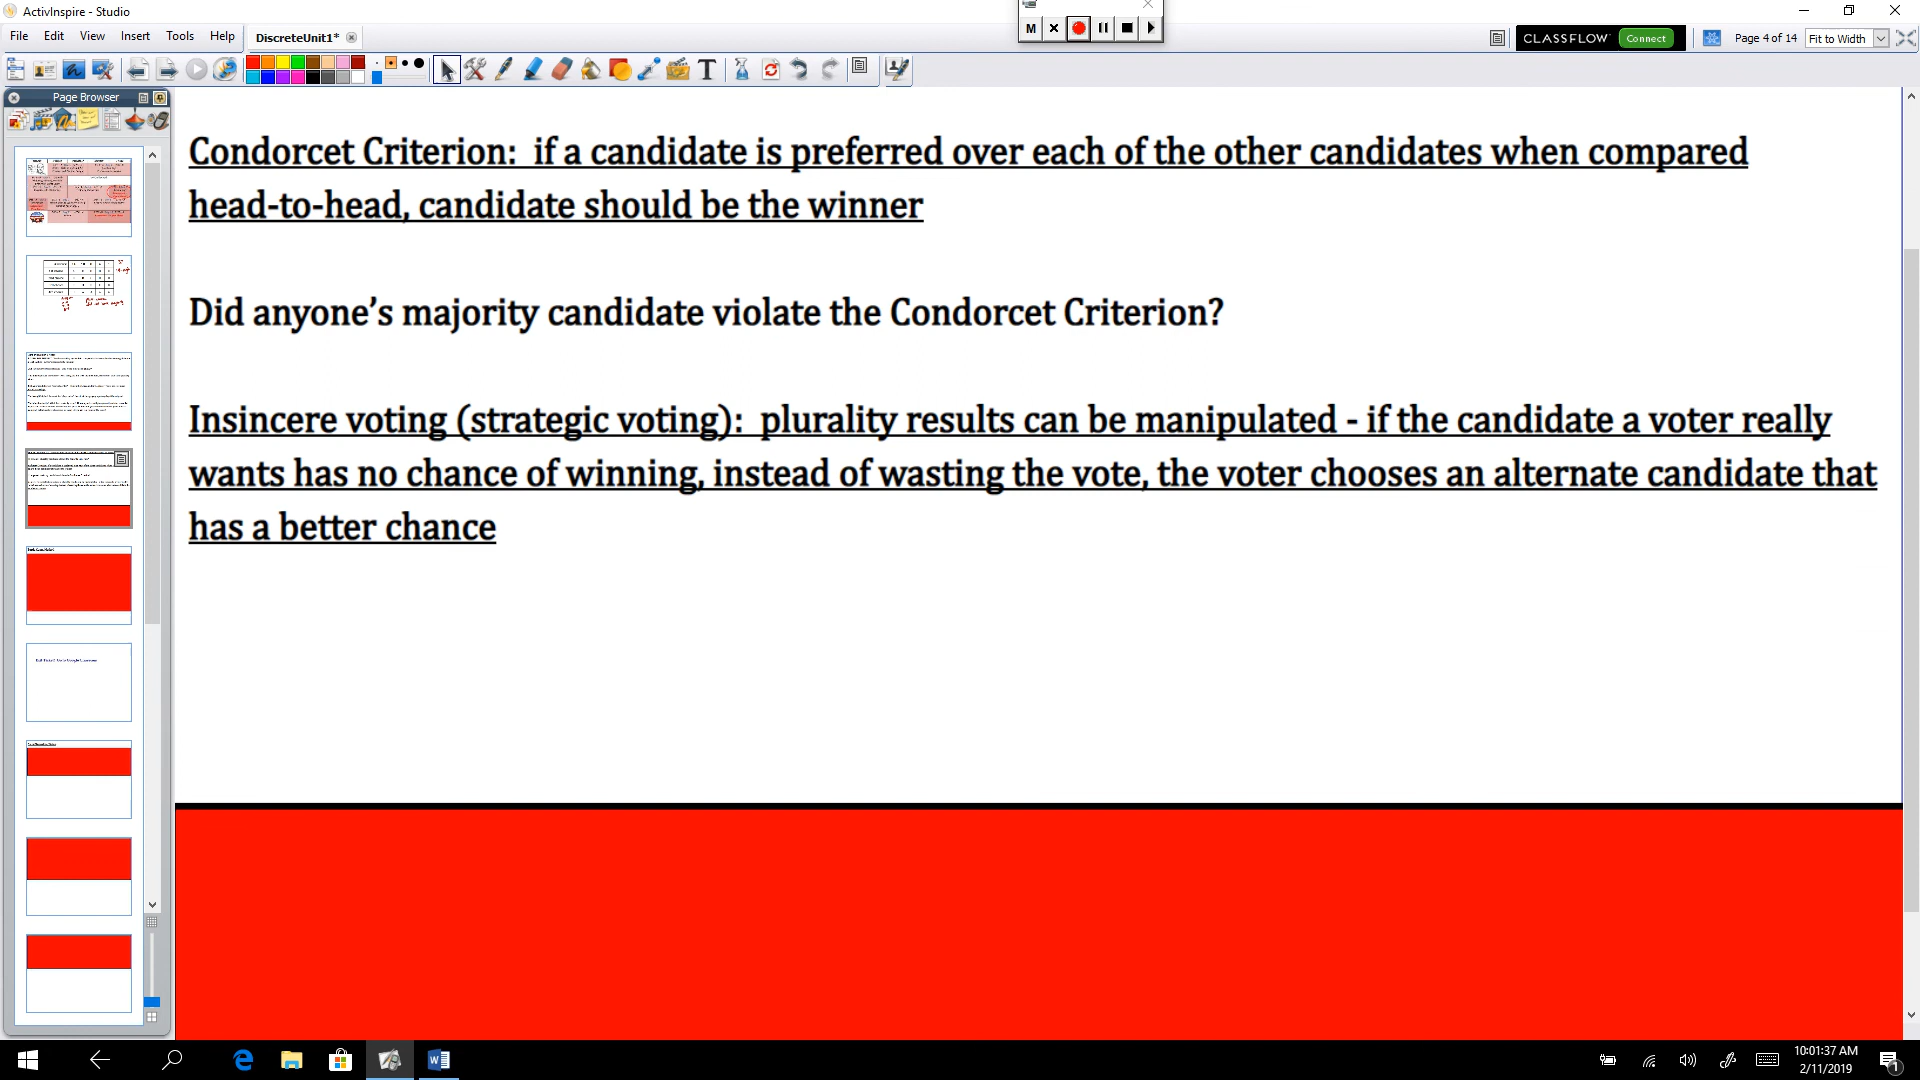 ActivInspire - Studio
File Edit View Insert Tools Help
DiscreteUnit1*
M
CLASSFLOW Connect
Page 4 of 14
Fit to Width
T
Page Browser
Condorcet Criterion: if a candidate is preferred over each of the other candidates when compared
head-to-head, candidate should be the winner
Did anyone’s majority candidate violate the Condorcet Criterion?
Insincere voting (strategic voting): plurality results can be manipulated - if the candidate a voter really
wants has no chance of winning, instead of wasting the vote, the voter chooses an alternate candidate that
has a better chance
10:01:37 AM
2/11/2019
1